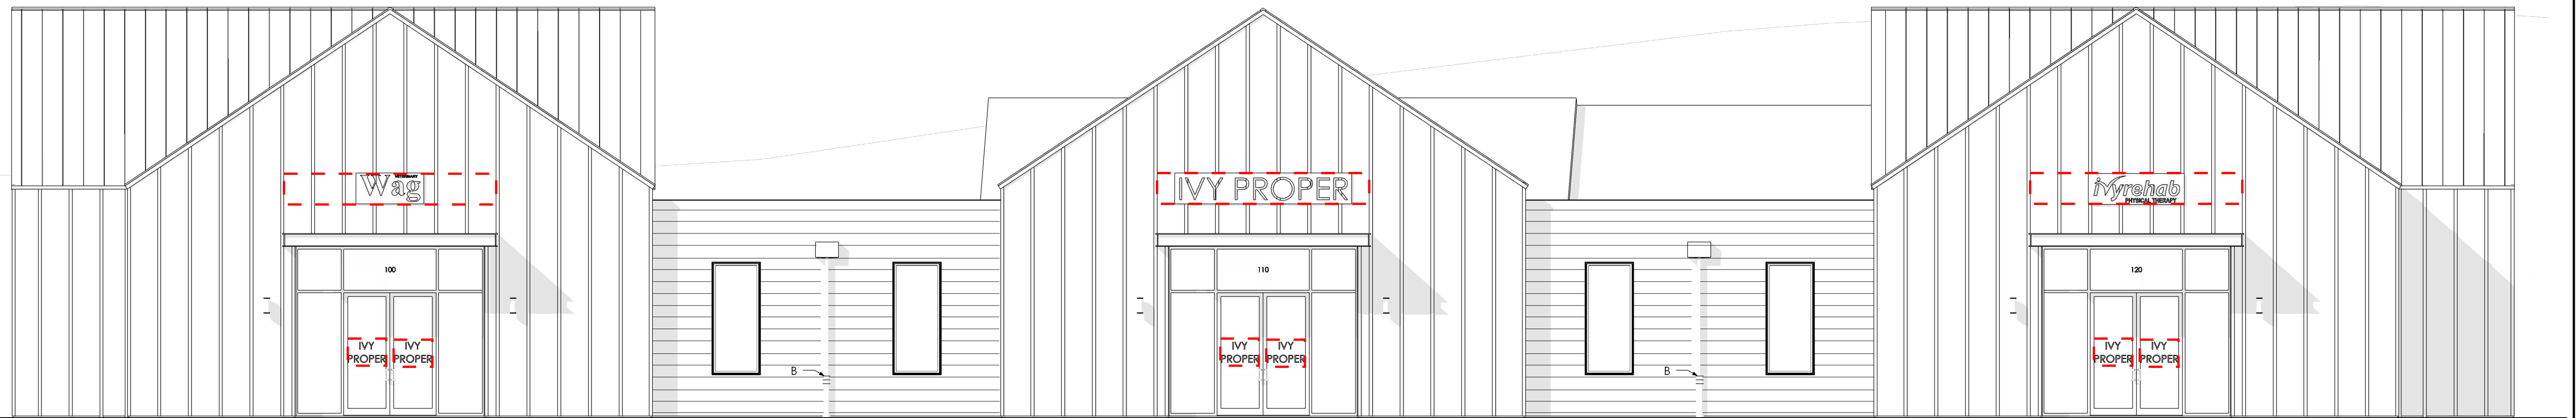 VETERINARY
Wag
IVY PROPER
ivyrehab
PHYSICAL THERAPY
100
110
120
IVY
PROPER
IVY
PROPER
B
IVY
PROPER
IVY
PROPER
B
IVY
PROPER
IVY
PROPER